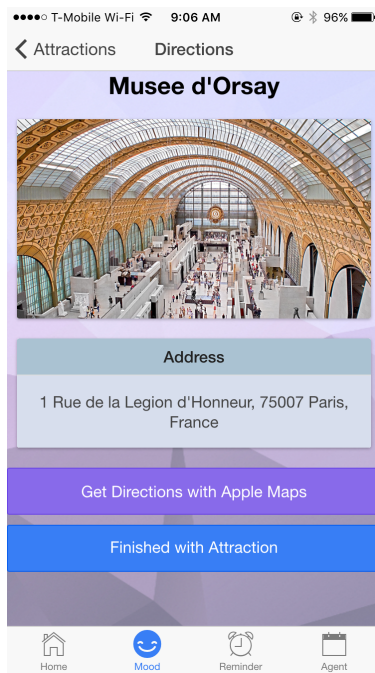 T-Mobile Wi-Fi 9:06 AM 96%
Attractions Directions
Musee d'Orsay
Address
1 Rue de la Legion d'Honneur, 75007 Paris,
France
Get Directions with Apple Maps
Finished with Attraction
Home Mood Reminder Agent